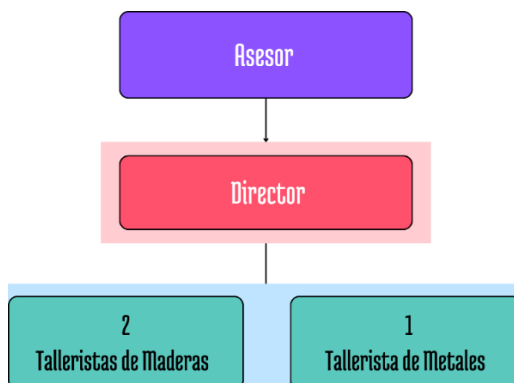 Asesor
Director
2
Talleristas de Maderas
1
Tallerista de Metales